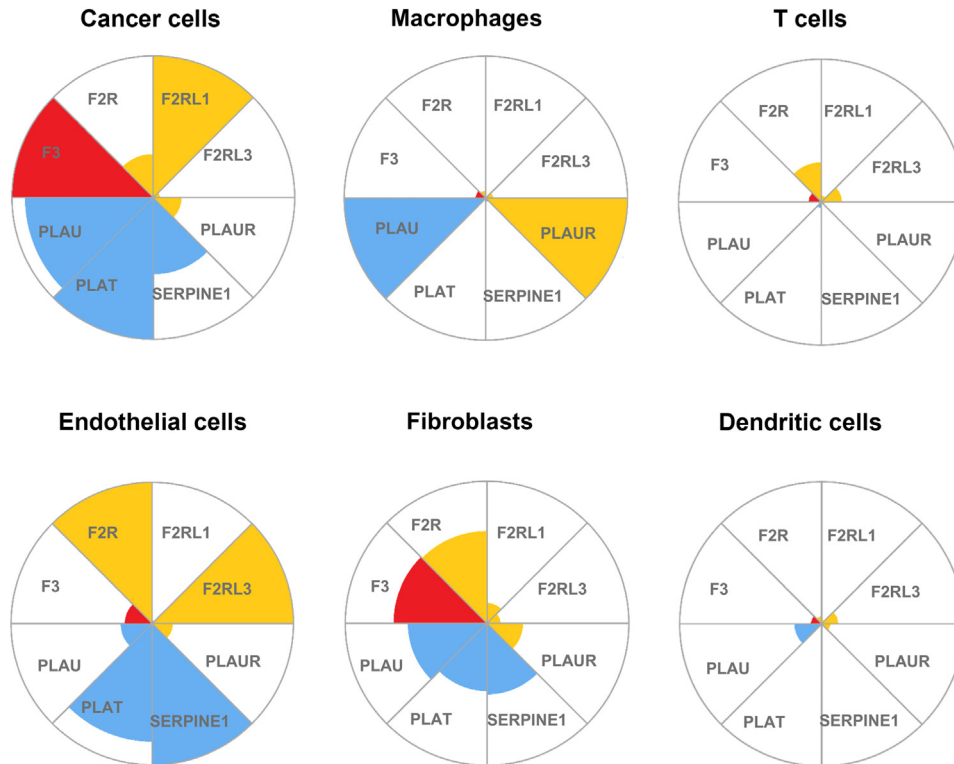 Cancer cells
F2R
F2RL1
F3
F2RL3
PLAU
PLAUR
PLAT
SERPINE1
Macrophages
F2R
F2RL1
F3
F2RL3
PLAU
PLAUR
PLAT
SERPINE1
T cells
F2R
F2RL1
F3
F2RL3
PLAU
PLAUR
PLAT
SERPINE1
Endothelial cells
F2R
F2RL1
F3
F2RL3
PLAU
PLAUR
PLAT
SERPINE1
Fibroblasts
F2R
F2RL1
F3
F2RL3
PLAU
PLAUR
PLAT
SERPINE1
Dendritic cells
F2R
F2RL1
F3
F2RL3
PLAU
PLAUR
PLAT
SERPINE1